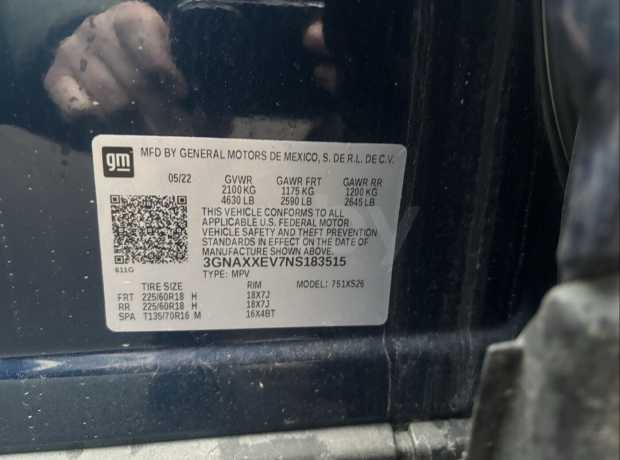 gm MFD BY GENERAL MOTORS DE MEXICO, S. DE R.L. DE C.V.
05/22 GVWR GAWR FRT GAWR RR
2100 KG 1175 KG 1200 KG
4630 LB 2590 LB 2645 LB
THIS VEHICLE CONFORMS TO ALL
APPLICABLE U.S. FEDERAL MOTOR
VEHICLE SAFETY AND THEFT PREVENTION
STANDARDS IN EFFECT ON THE DATE OF
MANUFACTURE SHOWN ABOVE.
3GNAXXEV7NS183515
611G TYPE: MPV
TIRE SIZE RIM MODEL: 751XS26
FRT 225/60R18 H 18X7J
RR 225/60R18 H 18X7J
SPA T135/70R16 M 16X4BT